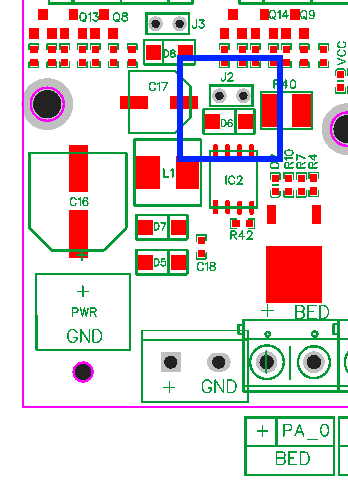 Q13 Q8
J3
Q14 Q9
D8
VCC
C17
J2
R40
D6
L1
IC2
R10
R7
R4
C16
D7
R42
D5
C18
+
+
PWR
GND
+ BED
+ GND
+ PA_0
BED